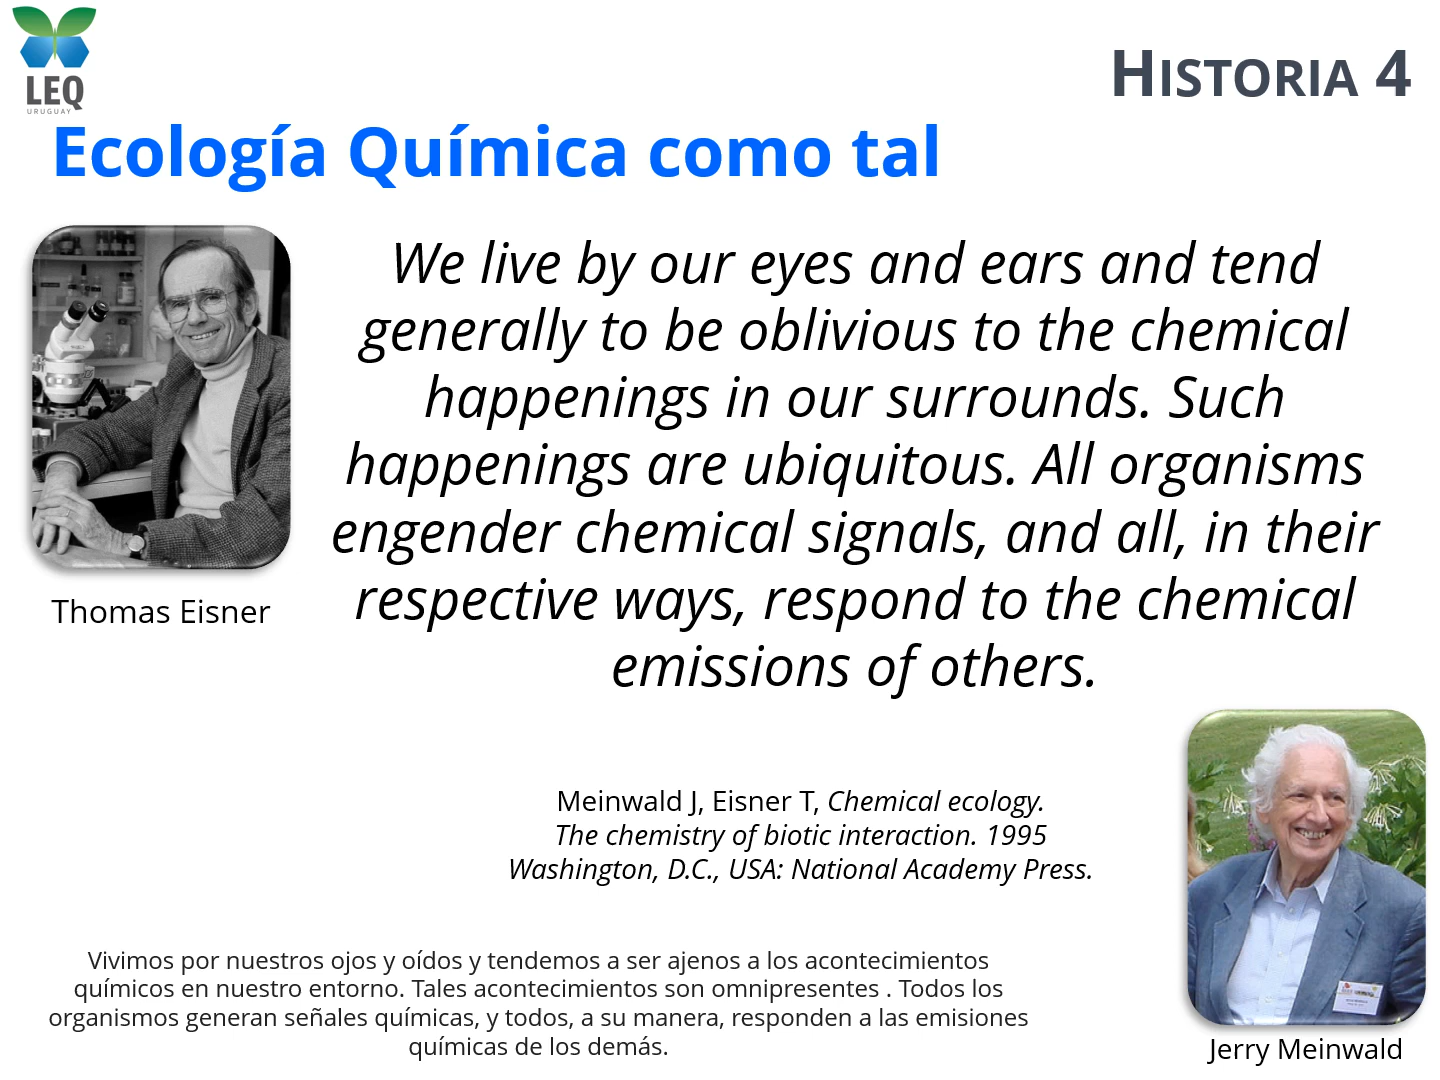 LEQ
URUGUAY
HISTORIA 4
Ecología Química como tal
We live by our eyes and ears and tend
generally to be oblivious to the chemical
happenings in our surrounds. Such
happenings are ubiquitous. All organisms
engender chemical signals, and all, in their
respective ways, respond to the chemical
emissions of others.
Thomas Eisner
Meinwald J, Eisner T, Chemical ecology.
The chemistry of biotic interaction. 1995
Washington, D.C., USA: National Academy Press.
Vivimos por nuestros ojos y oídos y tendemos a ser ajenos a los acontecimientos
químicos en nuestro entorno. Tales acontecimientos son omnipresentes . Todos los
organismos generan señales químicas, y todos, a su manera, responden a las emisiones
químicas de los demás.
Jerry Meinwald